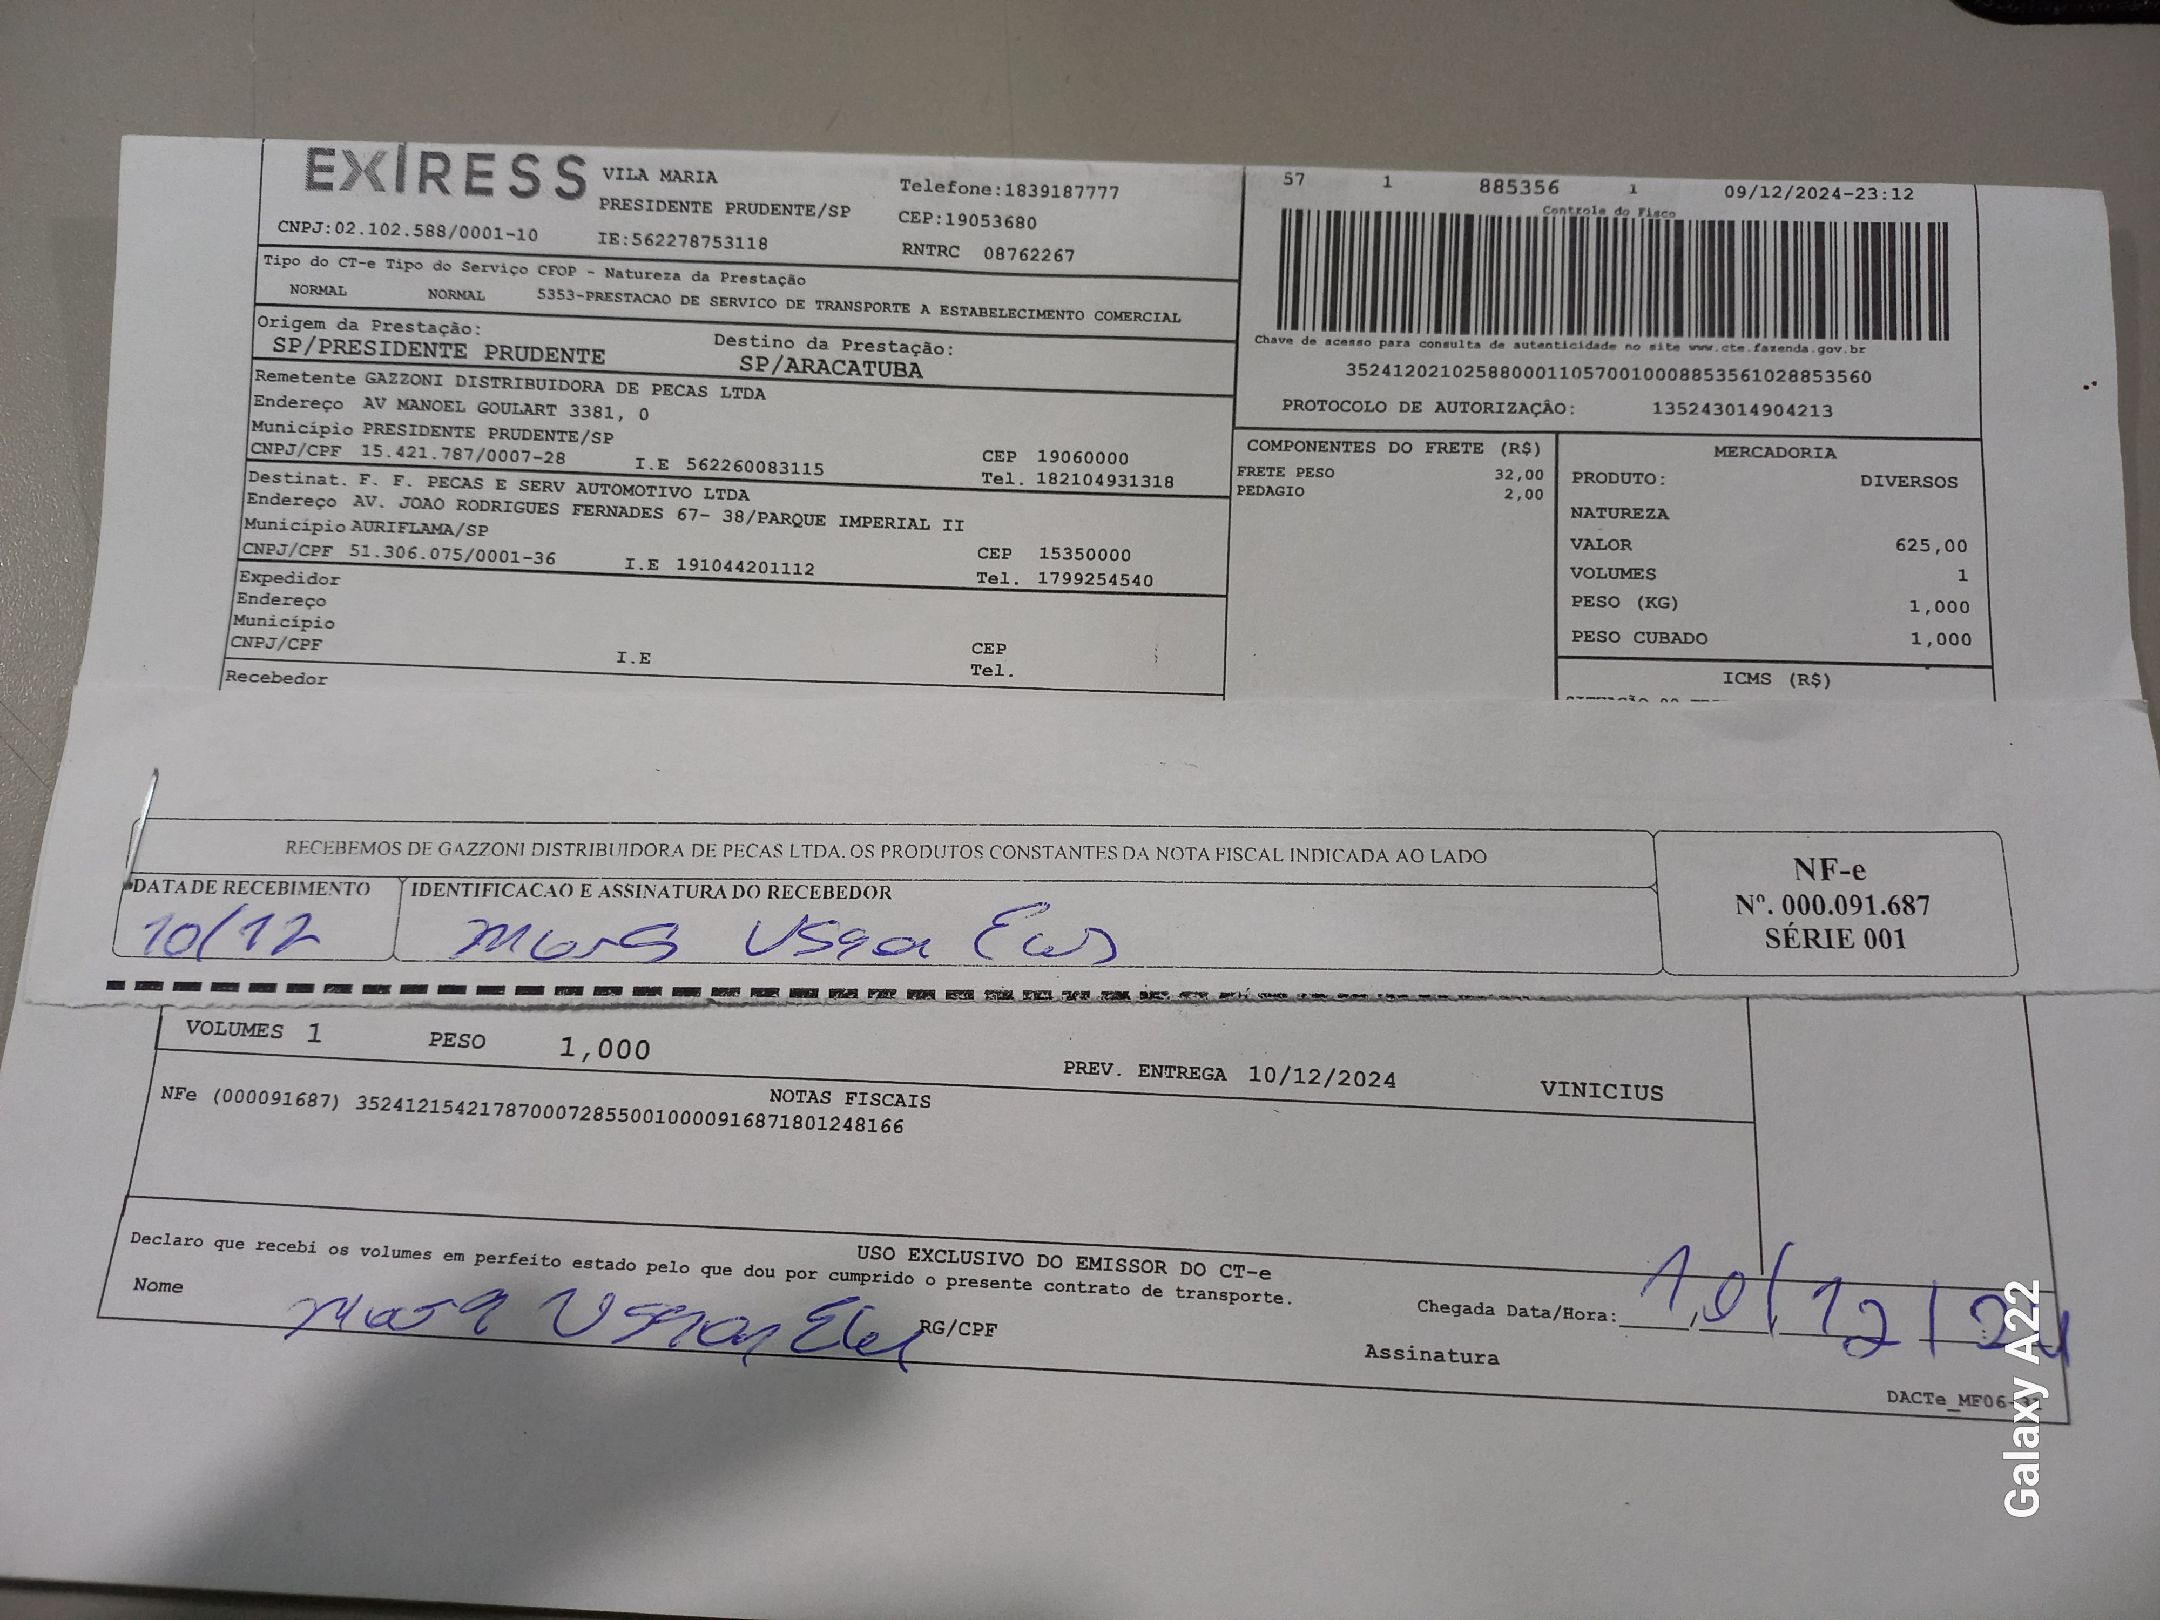 EXPRESS
VILA MARIA
Telefone:1839187777
PRESIDENTE PRUDENTE/SP
CEP:19053680
CNPJ:02.102.588/0001-10 IE:562278753118
RNTRC 08762267
57 1 885356 1 09/12/2024-23:12
Controle do Fisco
Tipo do CT-e Tipo do Serviço CFOP - Natureza da Prestação
NORMAL NORMAL 5353-PRESTACAO DE SERVICO DE TRANSPORTE A ESTABELECIMENTO COMERCIAL
Origem da Prestação: Destino da Prestação:
SP/PRESIDENTE PRUDENTE SP/ARACATUBA
Chave de acesso para consulta de autenticidade no site www.cte.fazenda.gov.br
35241202102588000110570010008853561028853560
PROTOCOLO DE AUTORIZAÇÃO: 135243014904213
Remetente GAZZONI DISTRIBUIDORA DE PECAS LTDA
Endereço AV MANOEL GOULART 3381, 0
Município PRESIDENTE PRUDENTE/SP
CEP 19060000
CNPJ/CPF 15.421.787/0007-28 I.E 562260083115
Tel. 182104931318
Destinat. F. F. PECAS E SERV AUTOMOTIVO LTDA
Endereço AV. JOAO RODRIGUES FERNADES 67- 38/PARQUE IMPERIAL II
Município AURIFLAMA/SP
CEP 15350000
CNPJ/CPF 51.306.075/0001-36 I.E 191044201112
Tel. 1799254540
Expedidor
Endereço
Município
CNPJ/CPF I.E
CEP
Tel.
Recebedor
COMPONENTES DO FRETE (R$)
FRETE PESO 32,00
PEDAGIO 2,00
MERCADORIA
PRODUTO: DIVERSOS
NATUREZA
VALOR 625,00
VOLUMES 1
PESO (KG) 1,000
PESO CUBADO 1,000
ICMS (R$)
RECEBEMOS DE GAZZONI DISTRIBUIDORA DE PECAS LTDA. OS PRODUTOS CONSTANTES DA NOTA FISCAL INDICADA AO LADO
DATA DE RECEBIMENTO IDENTIFICACAO E ASSINATURA DO RECEBEDOR
10/12
NF-e
Nº. 000.091.687
SÉRIE 001
VOLUMES 1 PESO 1,000 PREV. ENTREGA 10/12/2024 VINICIUS
NOTAS FISCAIS
NFe (000091687) 35241215421787000728550010000916871801248166
USO EXCLUSIVO DO EMISSOR DO CT-e
Declaro que recebi os volumes em perfeito estado pelo que dou por cumprido o presente contrato de transporte.
Nome RG/CPF
Chegada Data/Hora: 10/12/24
Assinatura
DACTe_MF06-
Galaxy A22